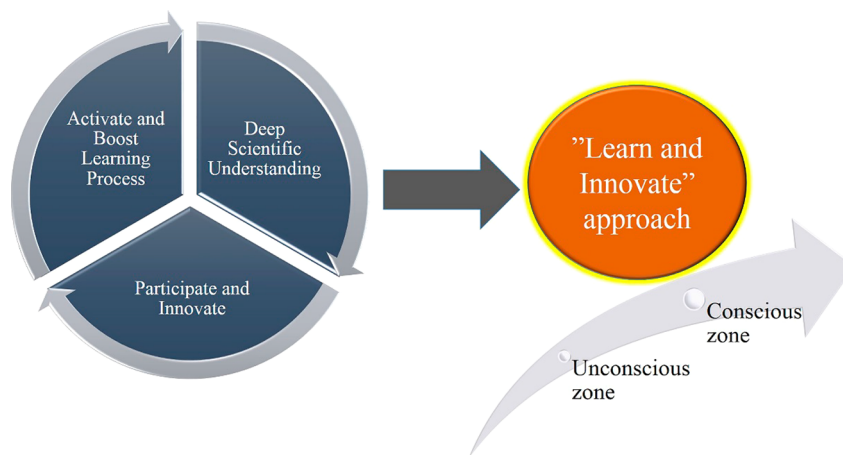 Activate and
Boost
Learning
Process
Deep
Scientific
Understanding
Participate and
Innovate
”Learn and
Innovate”
approach
Conscious
zone
Unconscious
zone